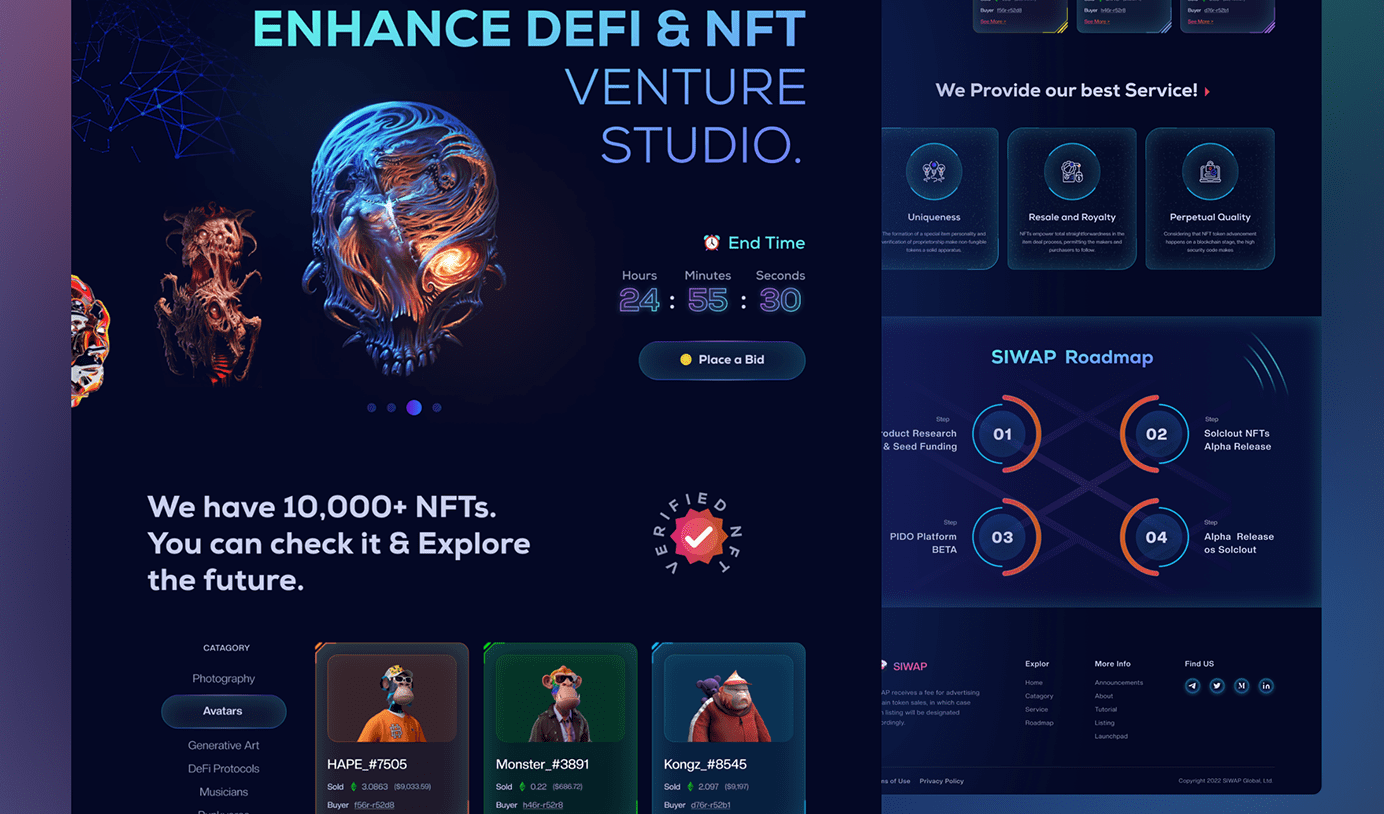 ENHANCE DEFI & NFT
VENTURE
STUDIO.
End Time
Hours Minutes Seconds
24 : 55 : 30
Place a Bid
We have 10,000+ NFTs.
You can check it & Explore
the future.
VERIFIED NFT
CATAGORY
Photography
Avatars
Generative Art
DeFi Protocols
Musicians
HAPE_#7505
Sold 3.0863 ($9,033.59)
Buyer f56r-r52d8
Monster_#3891
Sold 0.22 ($686.72)
Buyer h46r-r52r8
Kongz_#8545
Sold 2,097 ($9,197)
Buyer d76r-r52b1
Buyer f56r-r52d8
See More >
Buyer h46r-r52r8
See More >
Buyer d76r-r52b1
See More >
We Provide our best Service!
Uniqueness
The formation of a special item personality and
verification of proprietorship make non-fungible
tokens a solid apparatus.
Resale and Royalty
NFTs empower total straightforwardness in the
item deal process, permitting the makers and
purchasers to follow.
Perpetual Quality
Considering that NFT token advancement
happens on a blockchain stage, the high
security code makes.
SIWAP Roadmap
Step
roduct Research
& Seed Funding
01
02
Step
Solclout NFTs
Alpha Release
Step
PIDO Platform
BETA
03
04
Step
Alpha Release
os Solclout
SIWAP
AP receives a fee for advertising
ain token sales, in which case
listing will be designated
ordingly.
Explor
Home
Catagory
Service
Roadmap
More Info
Announcements
About
Tutorial
Listing
Launchpad
Find US
M
in
ms of Use Privacy Policy
Copyright 2022 SIWAP Global, Ltd.